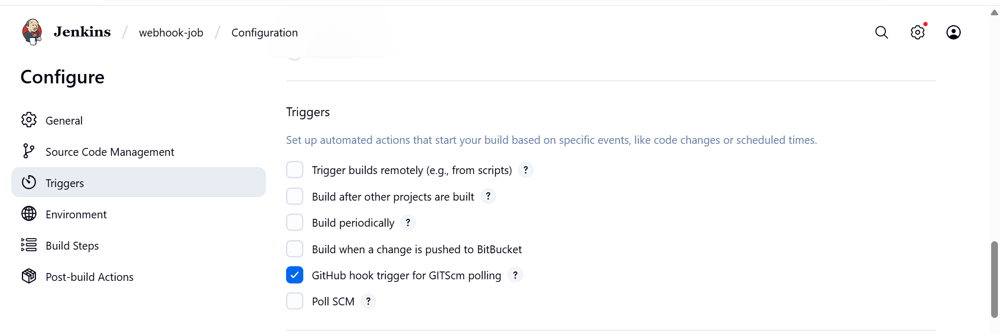 Jenkins / webhook-job / Configuration
Configure
General
Source Code Management
Triggers
Environment
Build Steps
Post-build Actions
Triggers
Set up automated actions that start your build based on specific events, like code changes or scheduled times.
Trigger builds remotely (e.g., from scripts) ?
Build after other projects are built ?
Build periodically ?
Build when a change is pushed to BitBucket
GitHub hook trigger for GITScm polling ?
Poll SCM ?